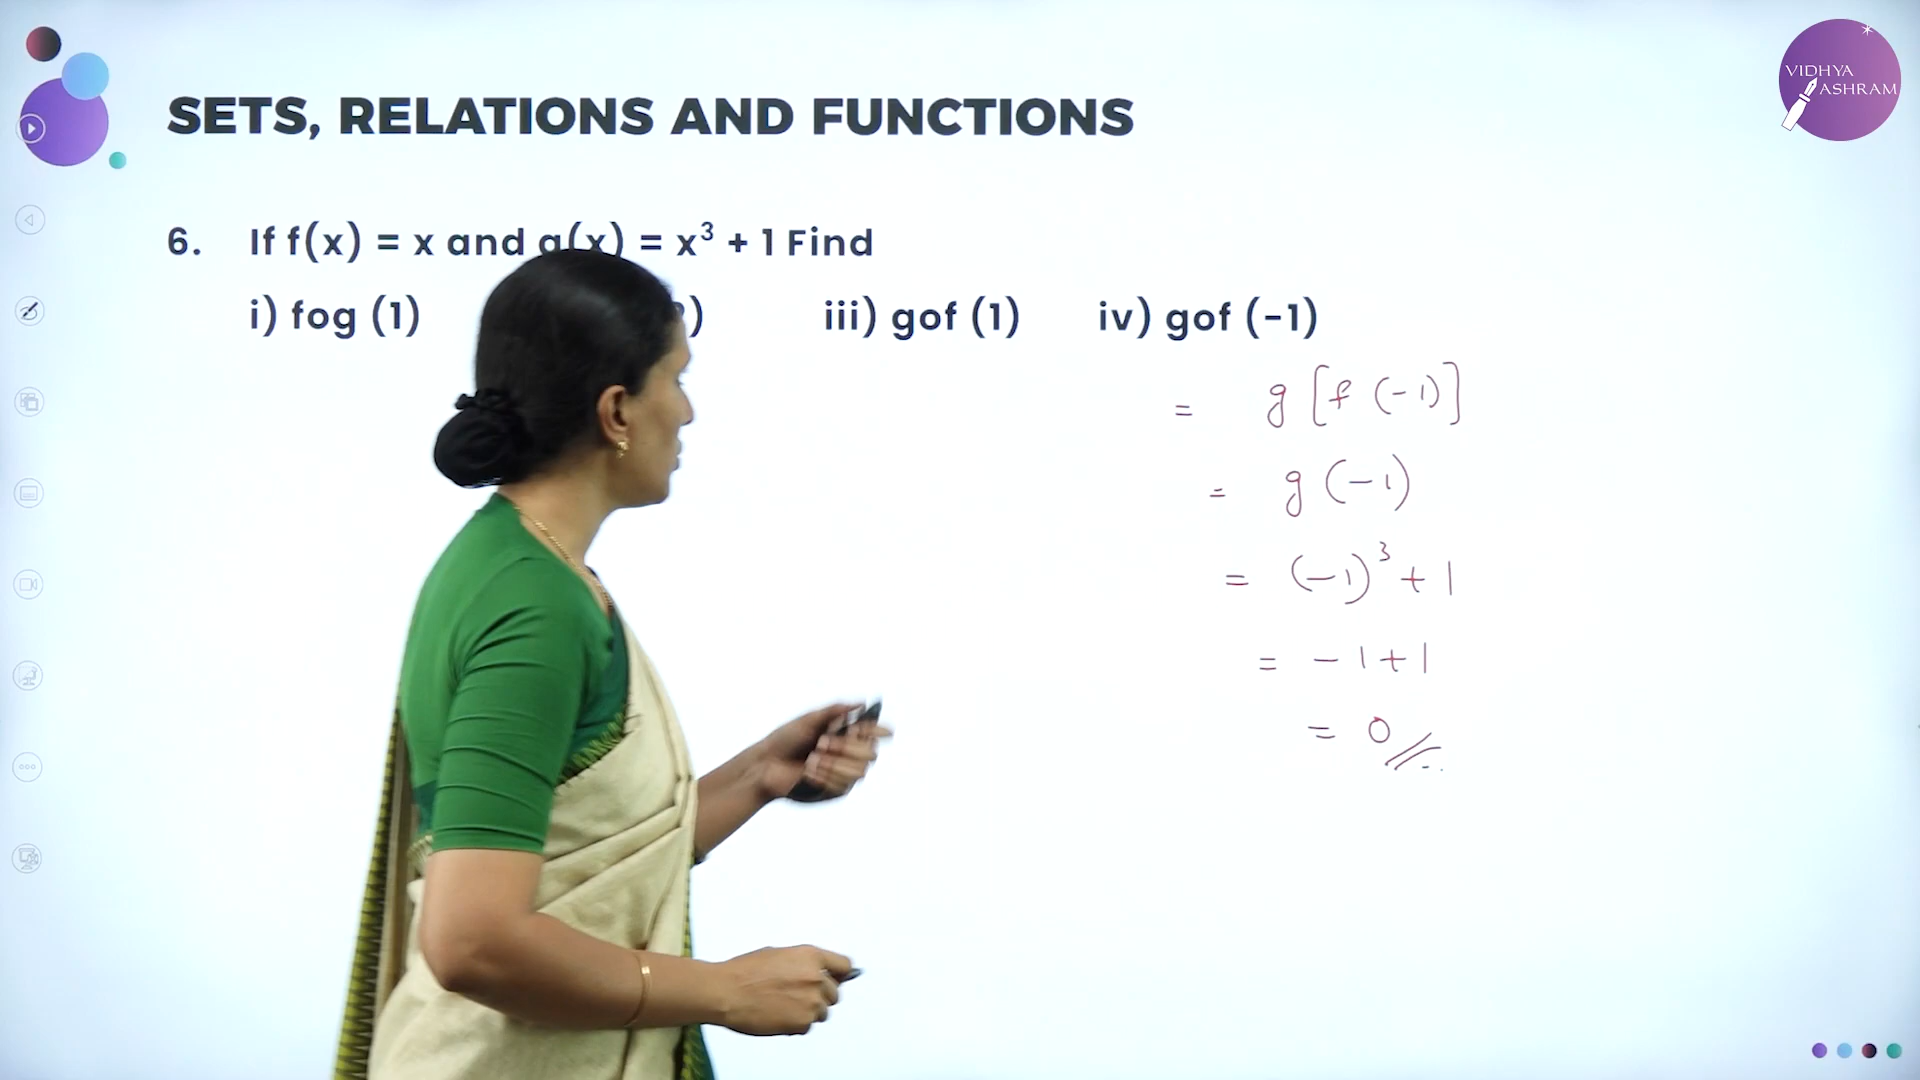 VIDHYA
ASHRAM
SETS, RELATIONS AND FUNCTIONS
6. If f(x) = x and g(x) = x³ + 1 Find
i) fog (1) ) iii) gof (1) iv) gof (-1)
= g [f (-1)]
= g (-1)
= (-1)³ + 1
= -1+1
= 0